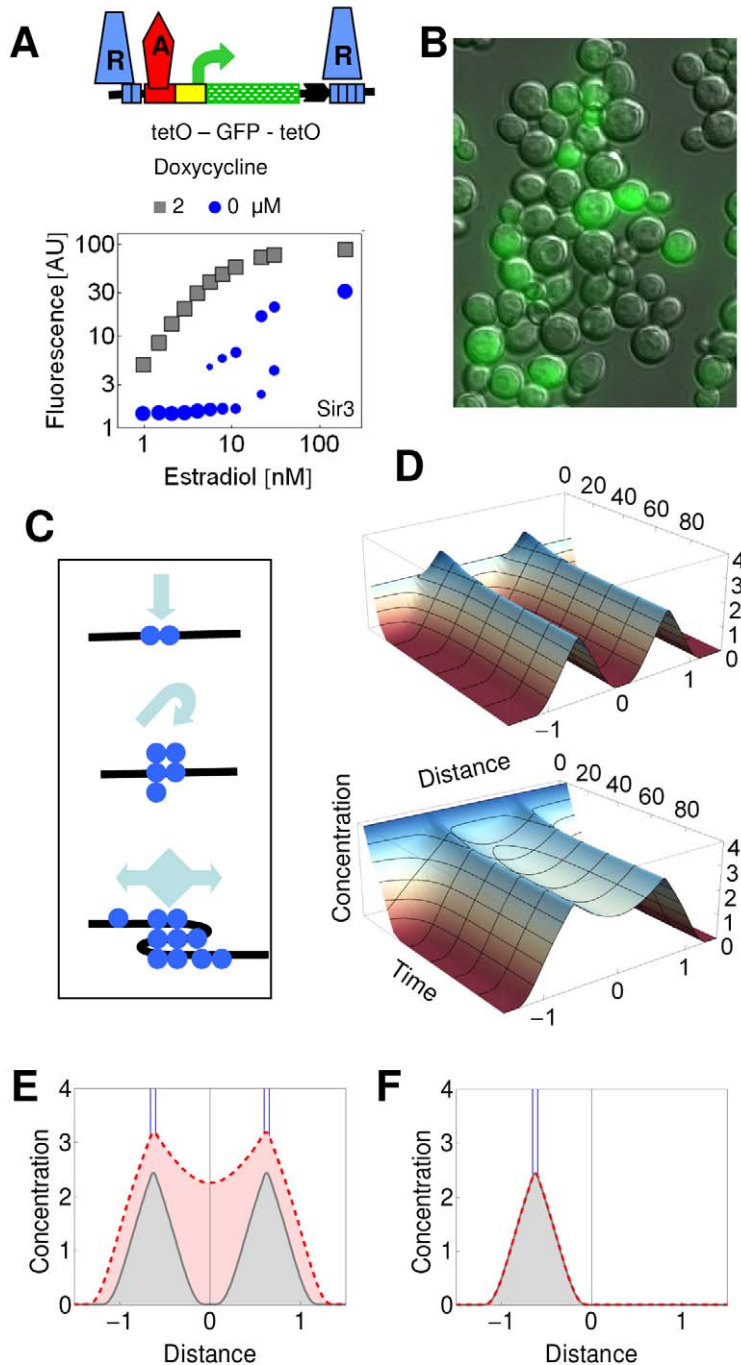 A
R A R
tetO – GFP - tetO
Doxycycline
2 0 µM
Fluorescence [AU]
100
30
10
3
1
Sir3
1 10 100
Estradiol [nM]
B
C
D
0 20 40 60 80
4
3
2
1
0
−1 0 1
Distance
0 20 40 60 80
Concentration
4
3
2
1
0
Time
−1 0 1
E
Concentration
4
3
2
1
0
−1 0 1
Distance
F
Concentration
4
3
2
1
0
−1 0 1
Distance